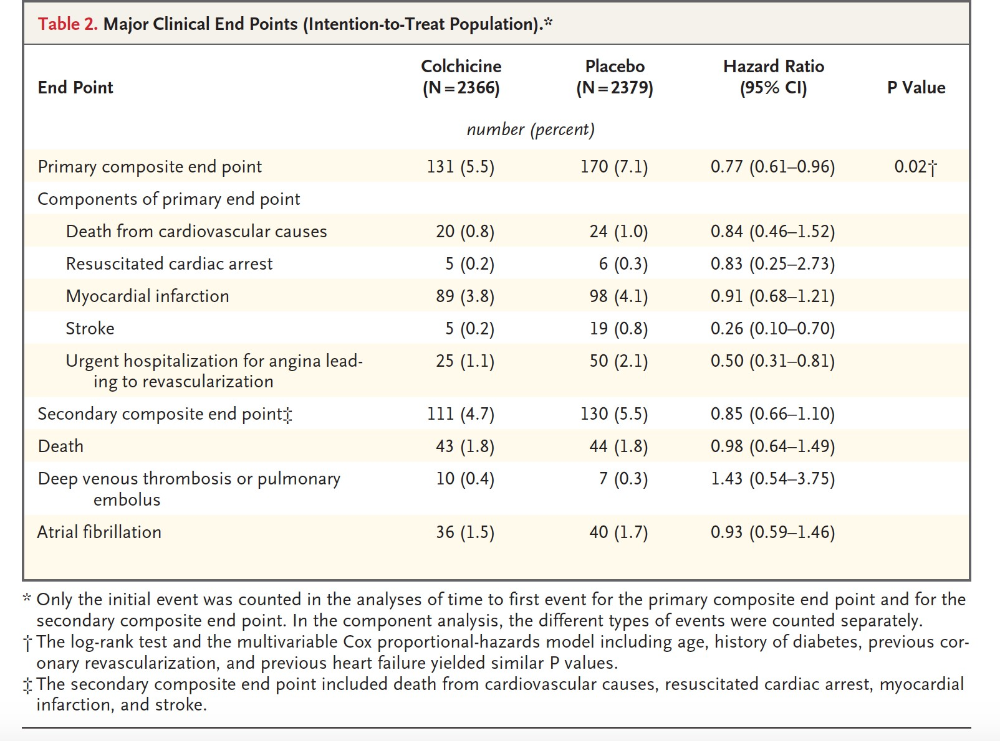 Table 2. Major Clinical End Points (Intention-to-Treat Population).*
End Point Colchicine (N=2366) Placebo (N=2379) Hazard Ratio (95% CI) P Value
number (percent)
Primary composite end point 131 (5.5) 170 (7.1) 0.77 (0.61–0.96) 0.02†
Components of primary end point
Death from cardiovascular causes 20 (0.8) 24 (1.0) 0.84 (0.46–1.52)
Resuscitated cardiac arrest 5 (0.2) 6 (0.3) 0.83 (0.25–2.73)
Myocardial infarction 89 (3.8) 98 (4.1) 0.91 (0.68–1.21)
Stroke 5 (0.2) 19 (0.8) 0.26 (0.10–0.70)
Urgent hospitalization for angina lead- 25 (1.1) 50 (2.1) 0.50 (0.31–0.81)
ing to revascularization
Secondary composite end point‡ 111 (4.7) 130 (5.5) 0.85 (0.66–1.10)
Death 43 (1.8) 44 (1.8) 0.98 (0.64–1.49)
Deep venous thrombosis or pulmonary 10 (0.4) 7 (0.3) 1.43 (0.54–3.75)
embolus
Atrial fibrillation 36 (1.5) 40 (1.7) 0.93 (0.59–1.46)
* Only the initial event was counted in the analyses of time to first event for the primary composite end point and for the
secondary composite end point. In the component analysis, the different types of events were counted separately.
† The log-rank test and the multivariable Cox proportional-hazards model including age, history of diabetes, previous cor-
onary revascularization, and previous heart failure yielded similar P values.
‡ The secondary composite end point included death from cardiovascular causes, resuscitated cardiac arrest, myocardial
infarction, and stroke.